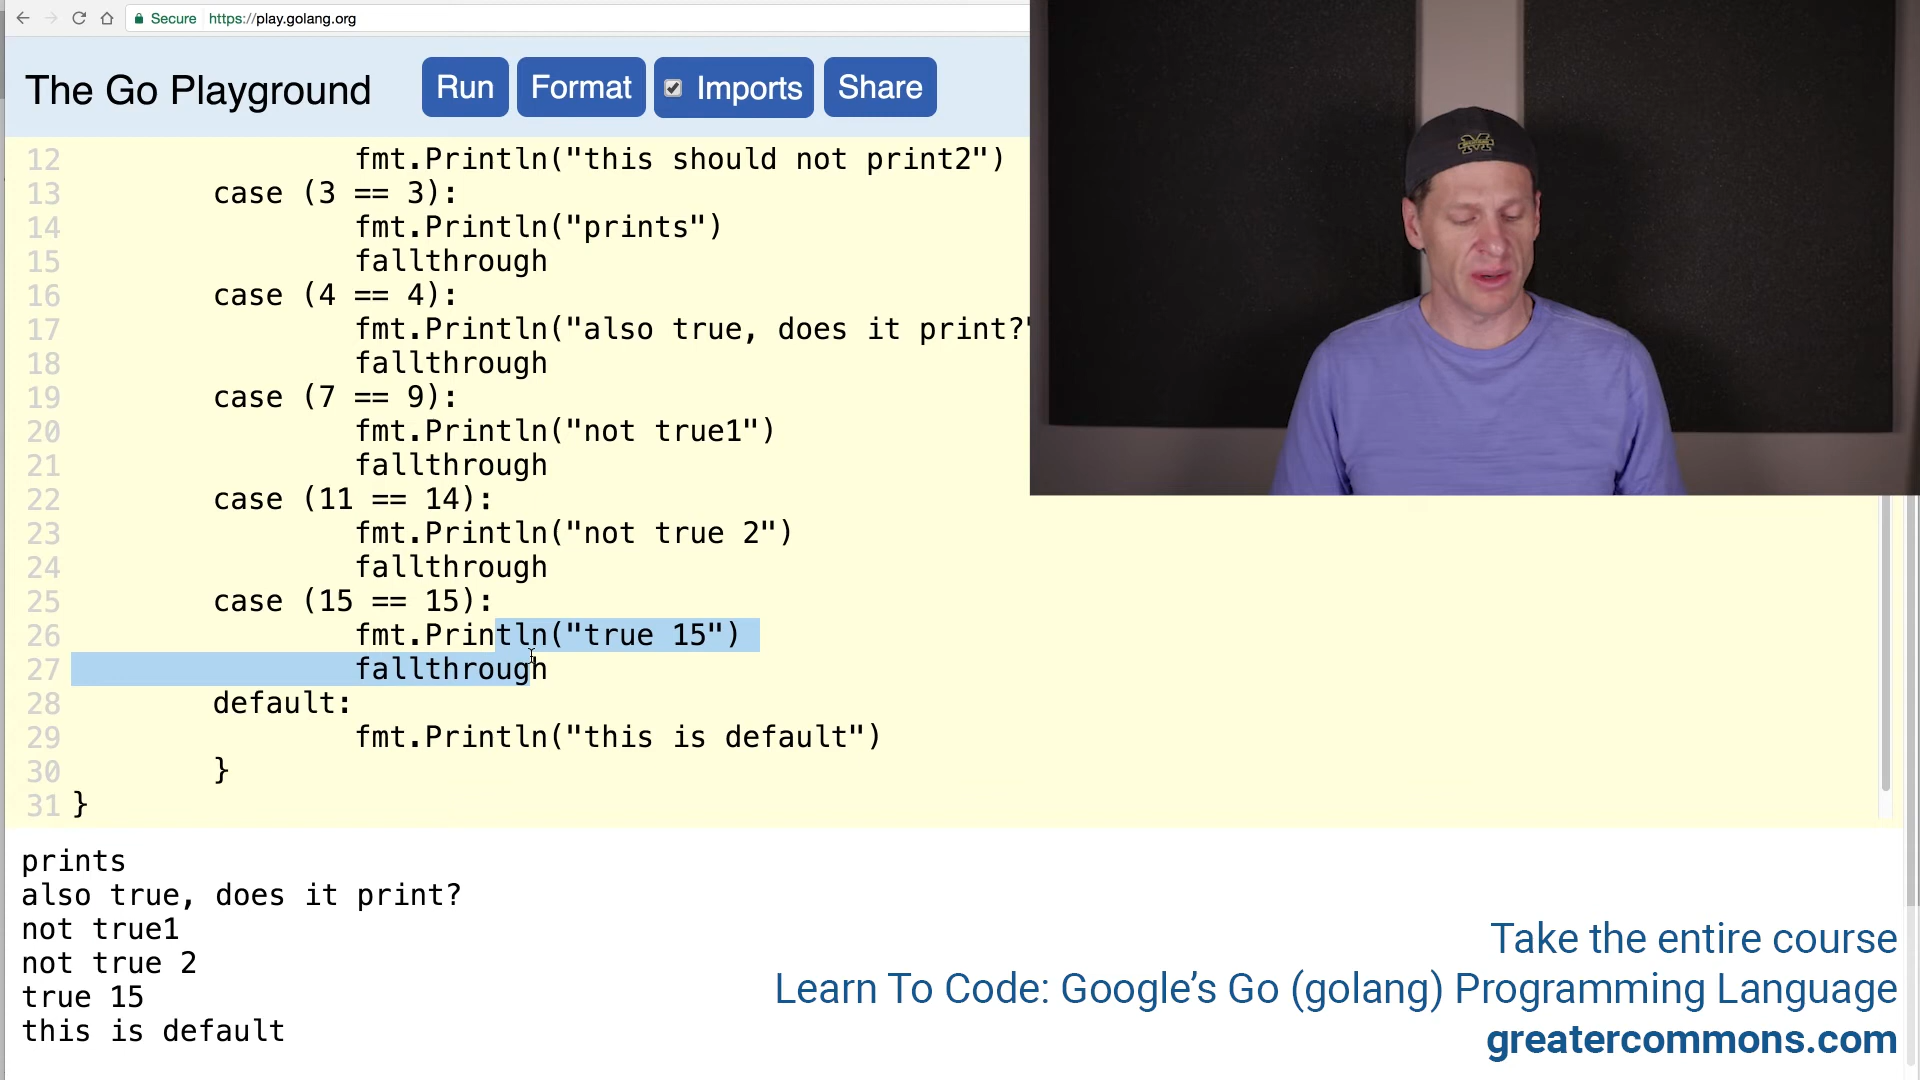 Secure https://play.golang.org
The Go Playground Run Format Imports Share
12 fmt.Println("this should not print2")
13 case (3 == 3):
14 fmt.Println("prints")
15 fallthrough
16 case (4 == 4):
17 fmt.Println("also true, does it print?"
18 fallthrough
19 case (7 == 9):
20 fmt.Println("not true1")
21 fallthrough
22 case (11 == 14):
23 fmt.Println("not true 2")
24 fallthrough
25 case (15 == 15):
26 fmt.Println("true 15")
27 fallthrough
28 default:
29 fmt.Println("this is default")
30 }
31 }
prints
also true, does it print?
not true1
not true 2
true 15
this is default
M
Take the entire course
Learn To Code: Google’s Go (golang) Programming Language
greatercommons.com